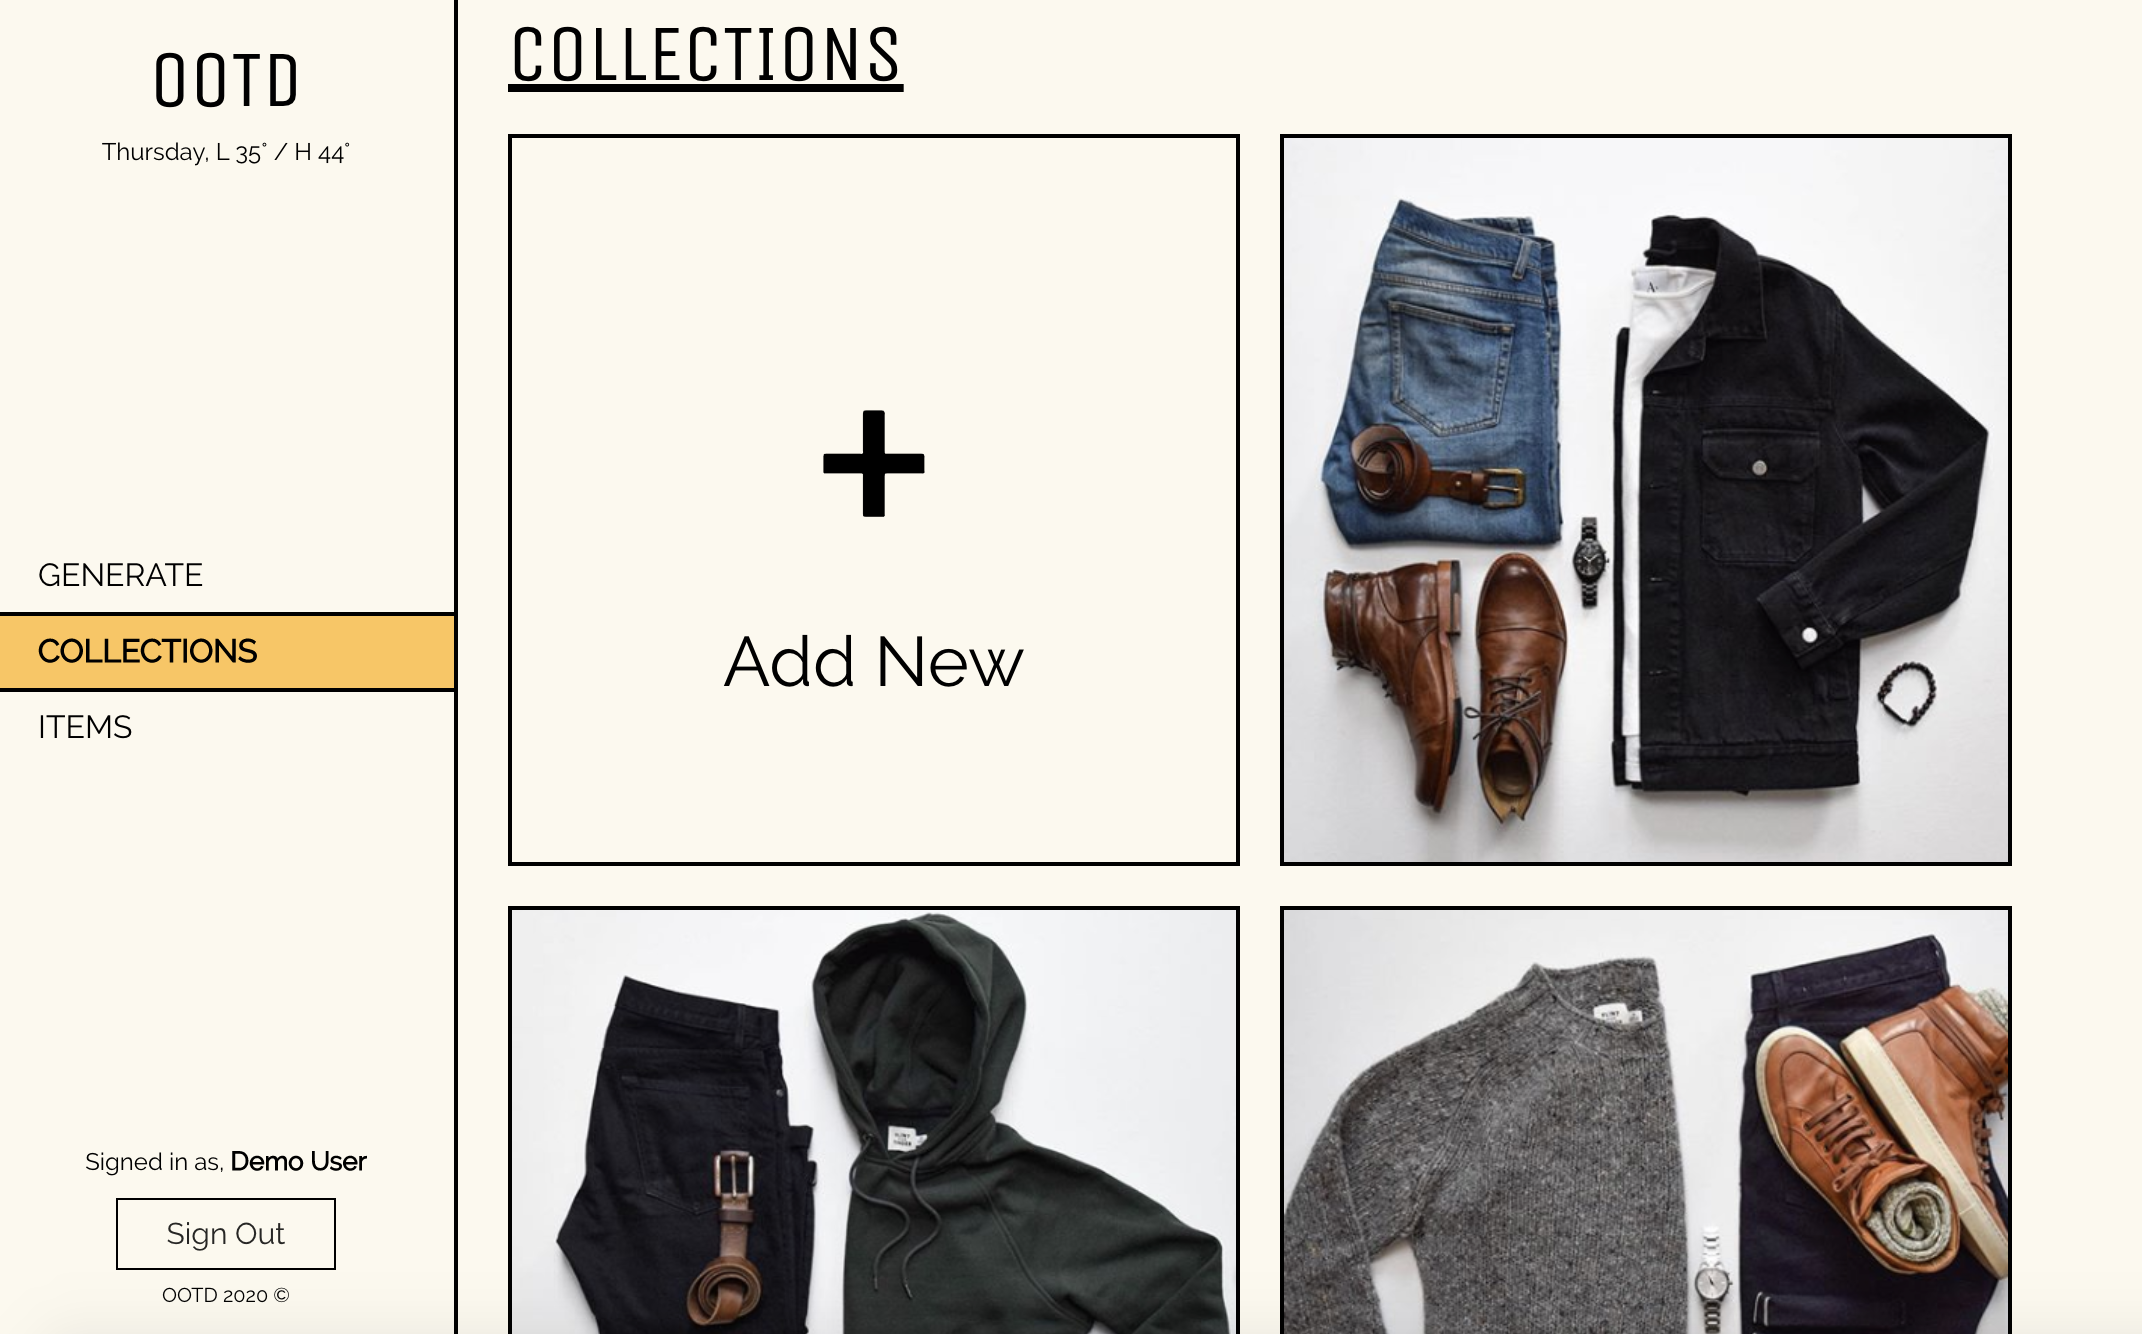 OOTD
Thursday, L 35° / H 44°
GENERATE
COLLECTIONS
ITEMS
Signed in as, Demo User
Sign Out
OOTD 2020 ©
COLLECTIONS
Add New